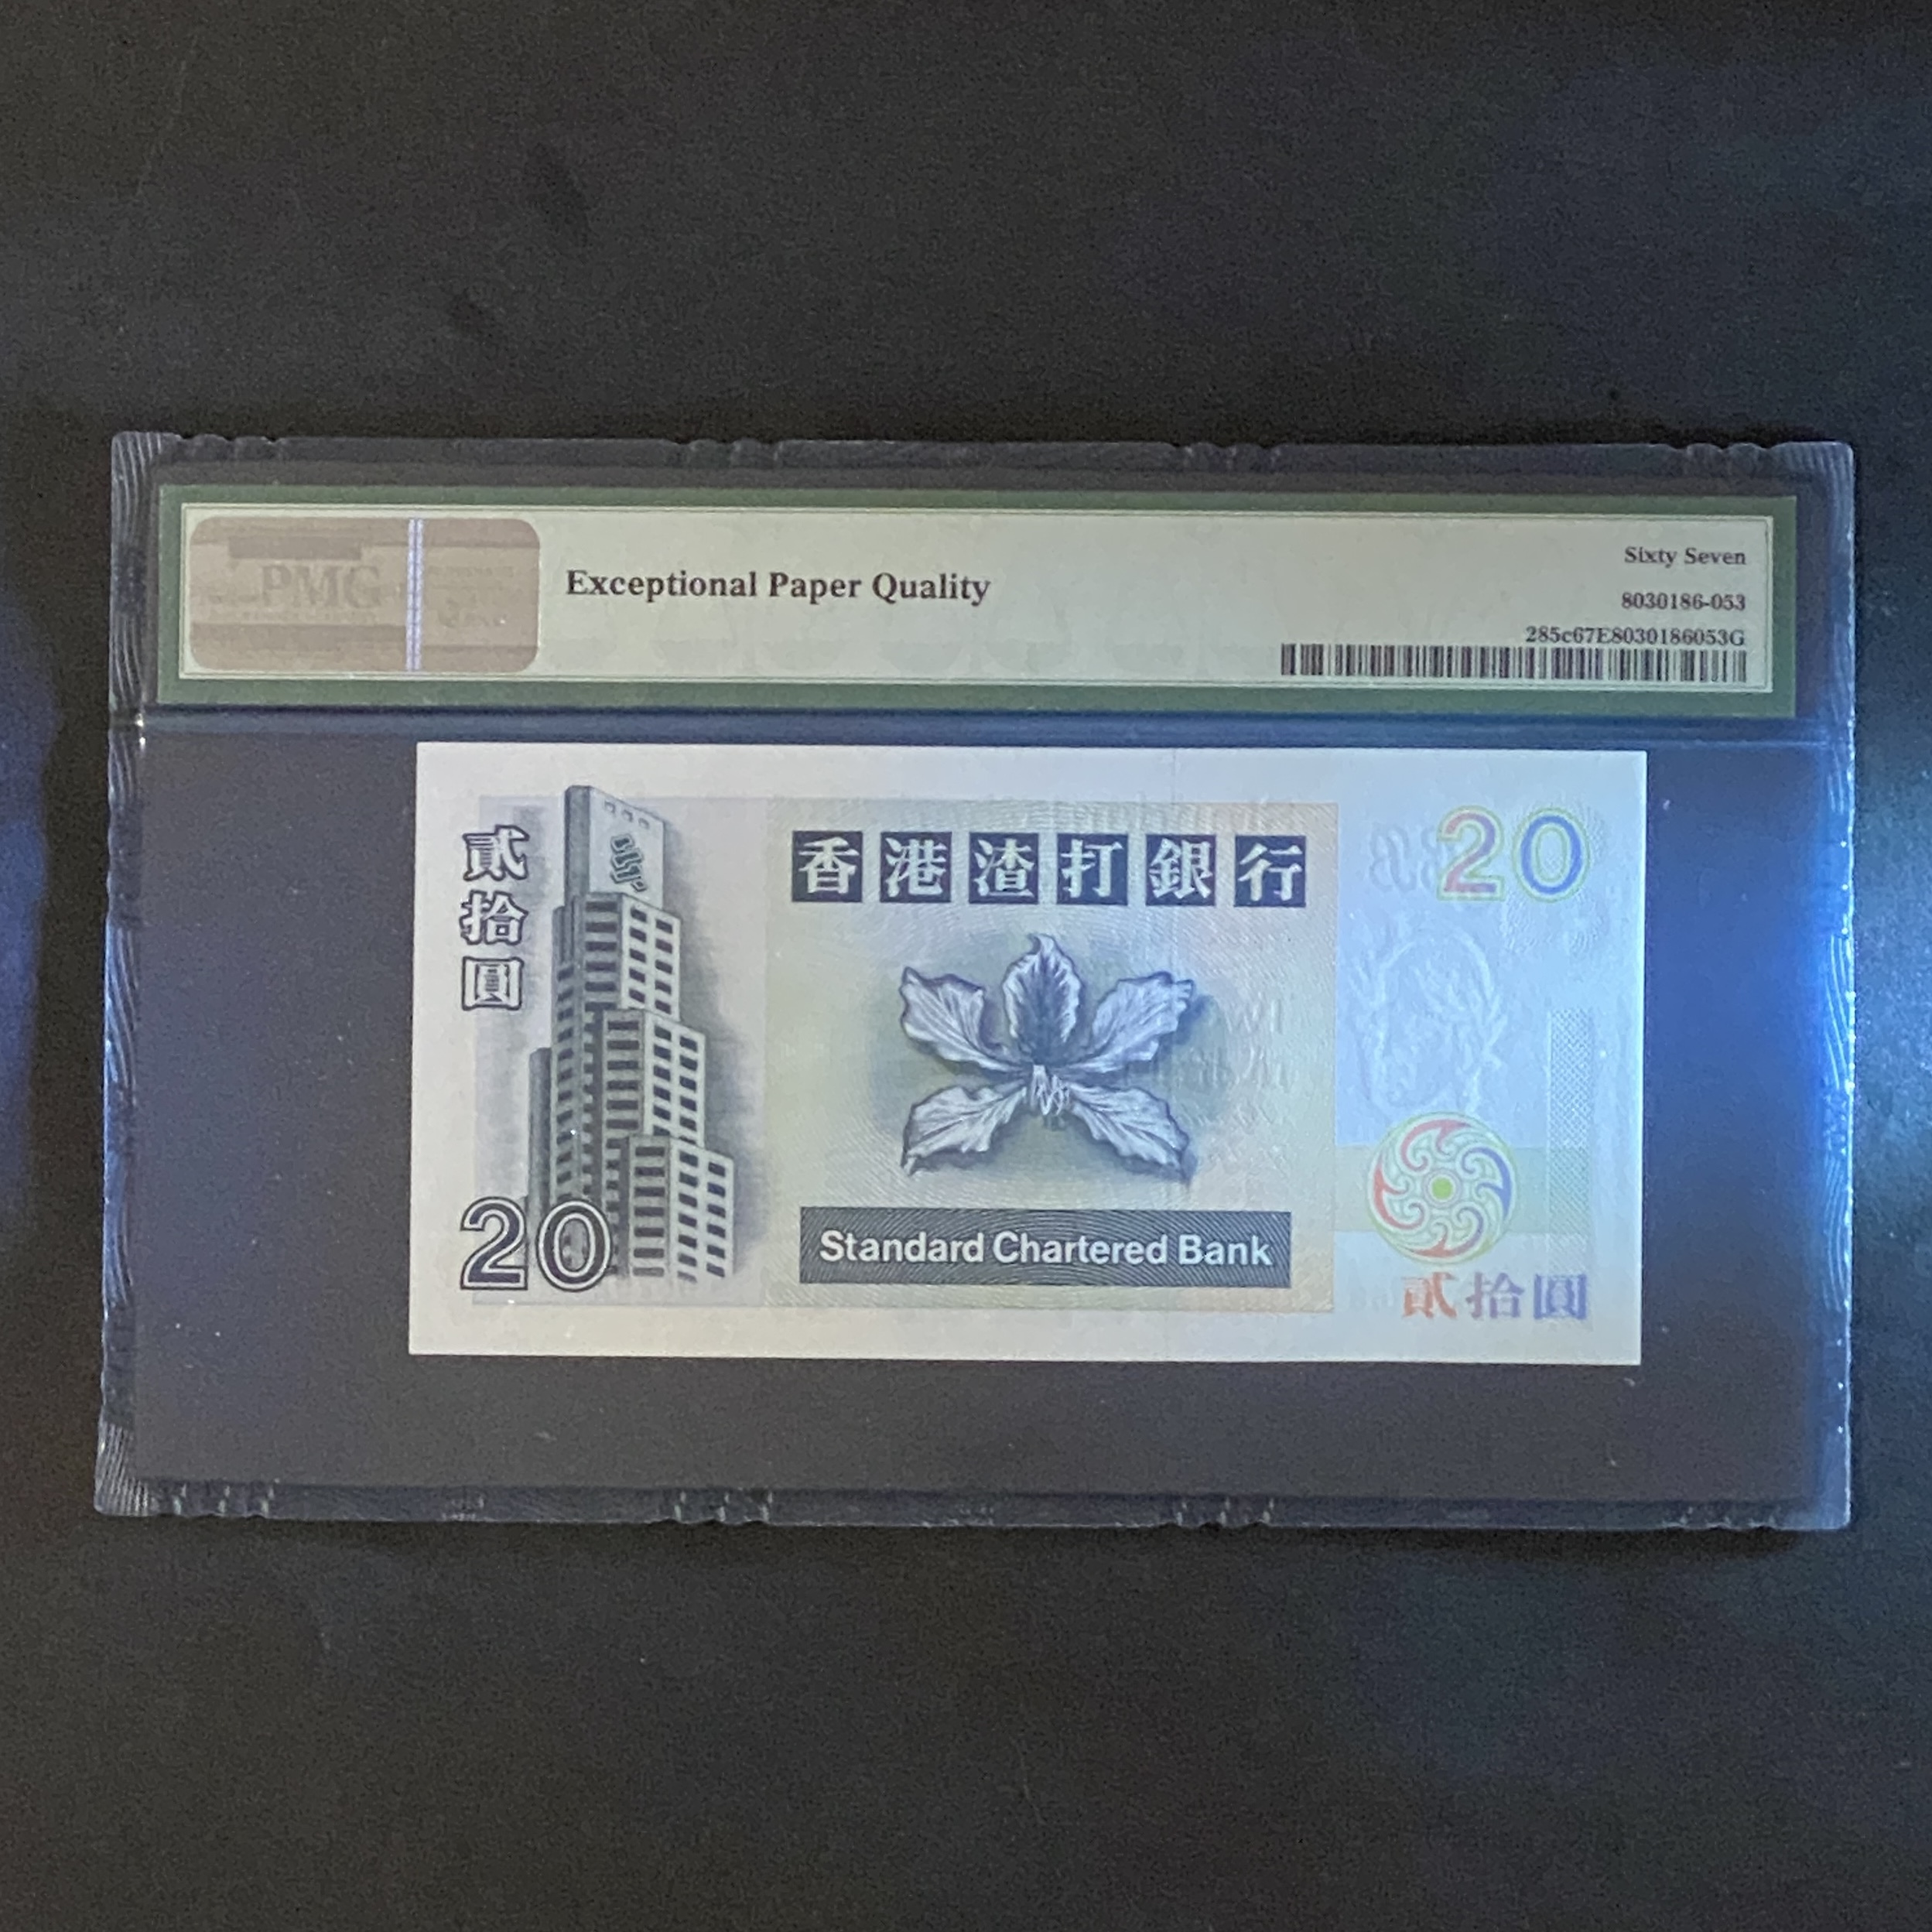 PMG
Exceptional Paper Quality
Sixty Seven
8030186-053
285c67E8030186053G
貳拾圓
香港渣打銀行
20
Standard Chartered Bank
20
貳拾圓